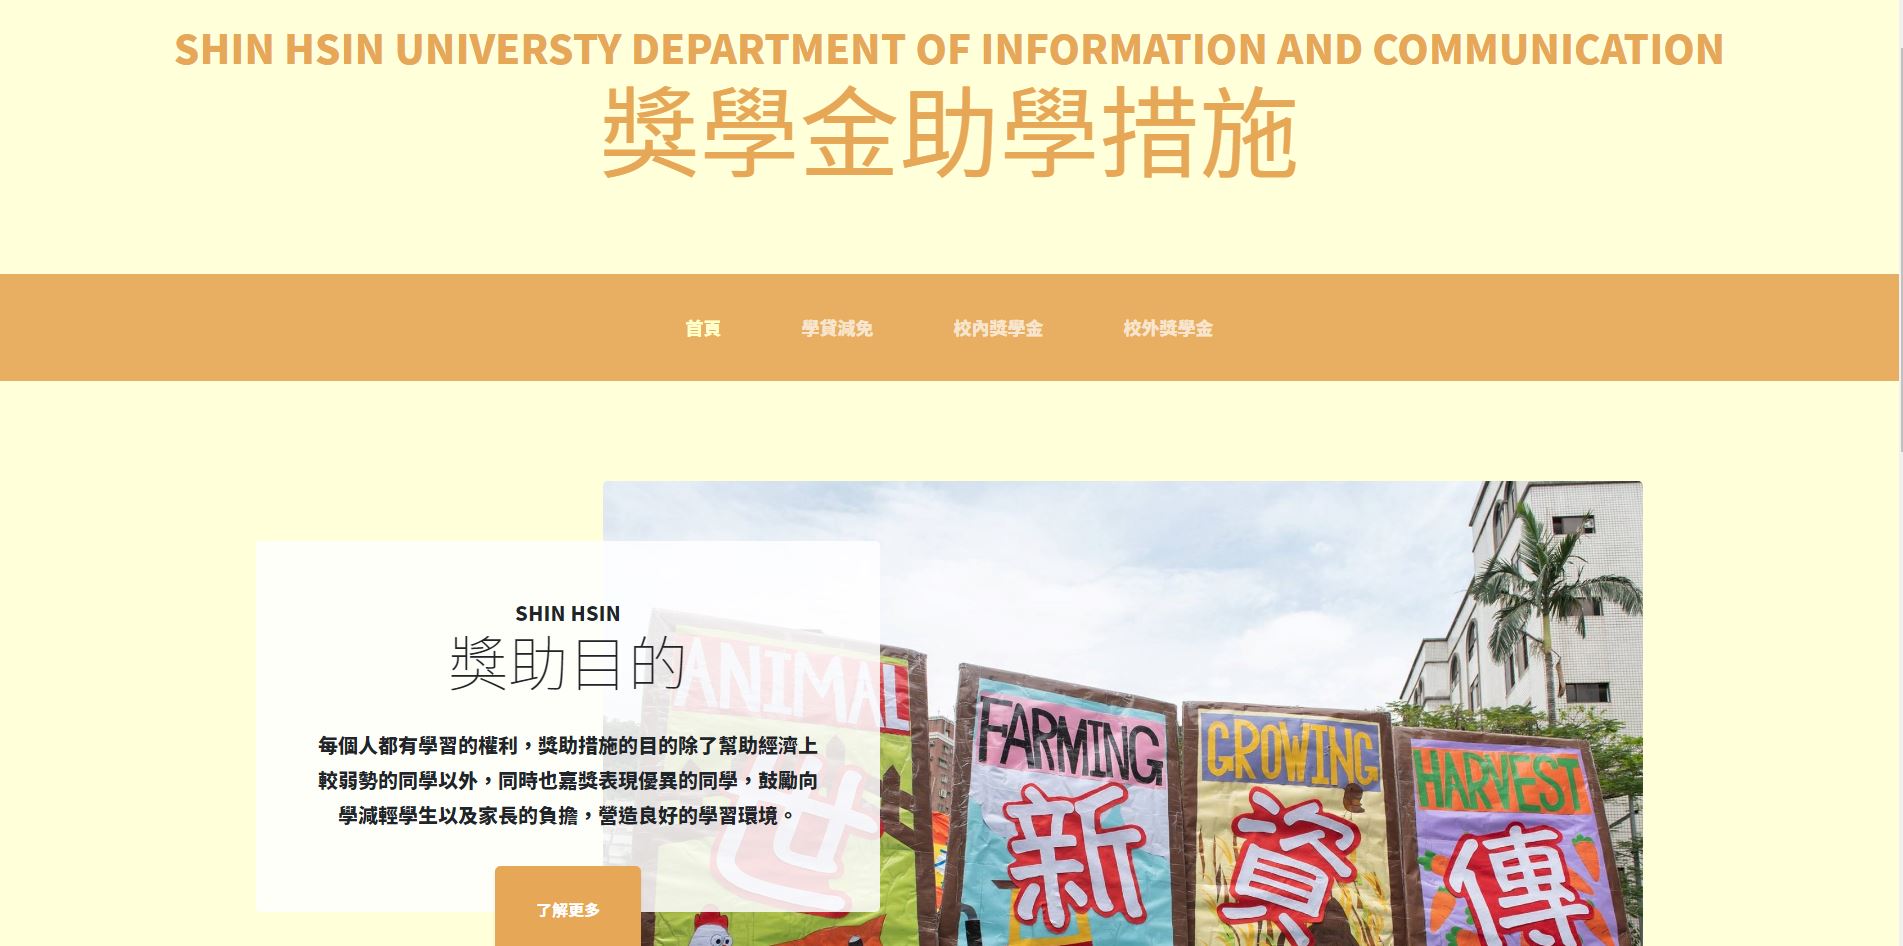 SHIN HSIN UNIVERSTY DEPARTMENT OF INFORMATION AND COMMUNICATION
獎學金助學措施
首頁
學貸減免
校內獎學金
校外獎學金
SHIN HSIN
獎助目的
每個人都有學習的權利，獎助措施的目的除了幫助經濟上
較弱勢的同學以外，同時也嘉獎表現優異的同學，鼓勵向
學減輕學生以及家長的負擔，營造良好的學習環境。
了解更多
ANIMAL
世
FARMING
新
GROWING
資
HARVEST
傳